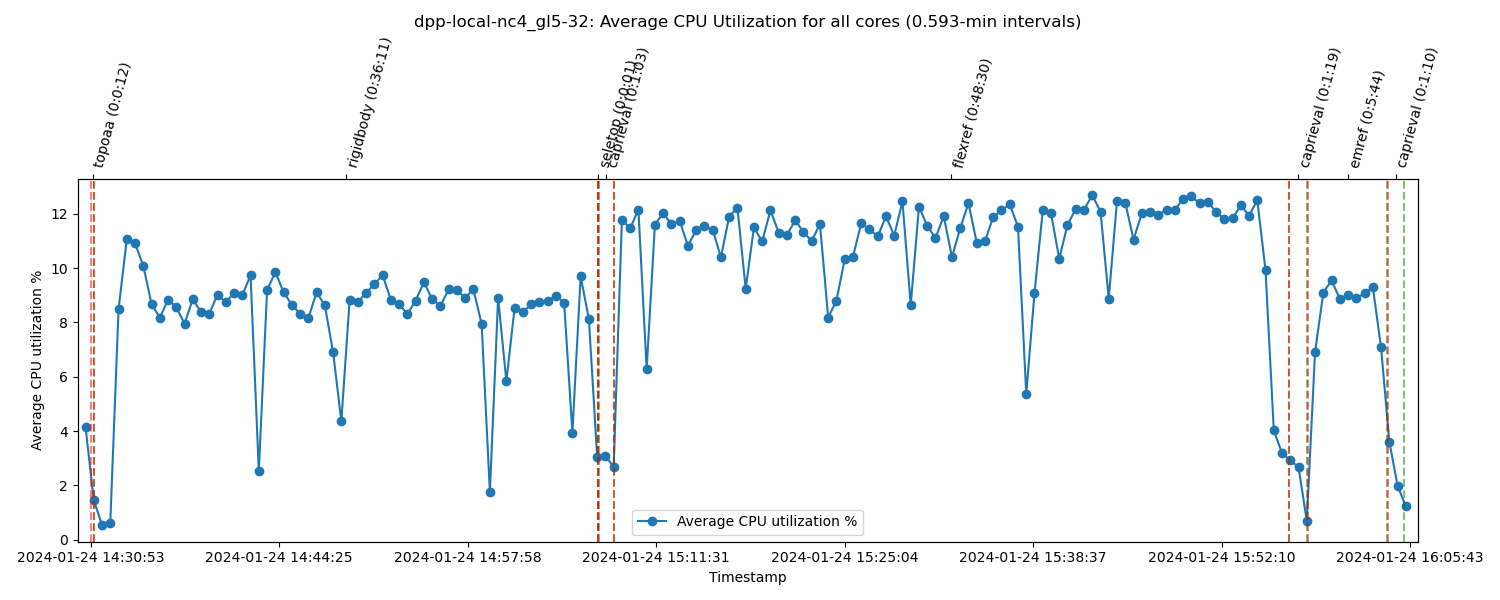 dpp-local-nc4_gl5-32: Average CPU Utilization for all cores (0.593-min intervals)
topoaa (0:0:12)
rigidbody (0:36:11)
seletop (0:0:01)
caprieval (0:1:03)
flexref (0:48:30)
caprieval (0:1:19)
emref (0:5:44)
caprieval (0:1:10)
Average CPU utilization %
12
10
8
6
4
2
0
Average CPU utilization %
2024-01-24 14:30:53
2024-01-24 14:44:25
2024-01-24 14:57:58
2024-01-24 15:11:31
2024-01-24 15:25:04
2024-01-24 15:38:37
2024-01-24 15:52:10
2024-01-24 16:05:43
Timestamp